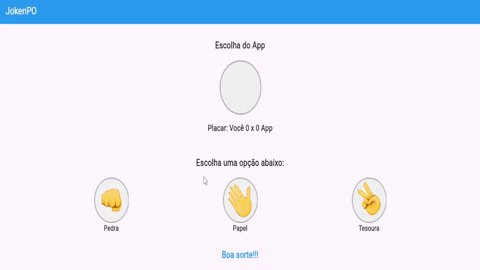 JokenPO
Escolha do App
Placar: Você 0 x 0 App
Escolha uma opção abaixo:
Pedra
Papel
Tesoura
Boa sorte!!!